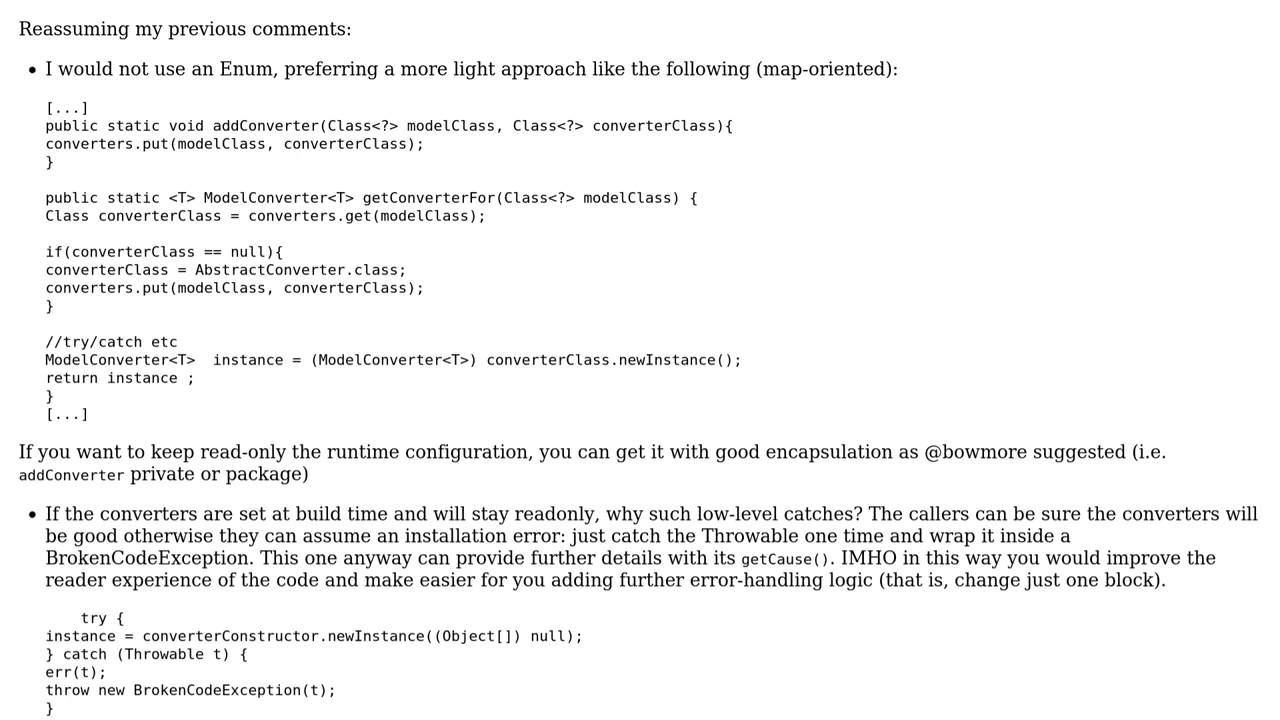 Reassuming my previous comments:
• I would not use an Enum, preferring a more light approach like the following (map-oriented):
[...]
public static void addConverter(Class<?> modelClass, Class<?> converterClass){
converters.put(modelClass, converterClass);
}
public static <T> ModelConverter<T> getConverterFor(Class<?> modelClass) {
Class converterClass = converters.get(modelClass);
if(converterClass == null){
converterClass = AbstractConverter.class;
converters.put(modelClass, converterClass);
}
//try/catch etc
ModelConverter<T>  instance = (ModelConverter<T>) converterClass.newInstance();
return instance ;
}
[...]
If you want to keep read-only the runtime configuration, you can get it with good encapsulation as @bowmore suggested (i.e.
addConverter private or package)
• If the converters are set at build time and will stay readonly, why such low-level catches? The callers can be sure the converters will
be good otherwise they can assume an installation error: just catch the Throwable one time and wrap it inside a
BrokenCodeException. This one anyway can provide further details with its getCause(). IMHO in this way you would improve the
reader experience of the code and make easier for you adding further error-handling logic (that is, change just one block).
    try {
instance = converterConstructor.newInstance((Object[]) null);
} catch (Throwable t) {
err(t);
throw new BrokenCodeException(t);
}